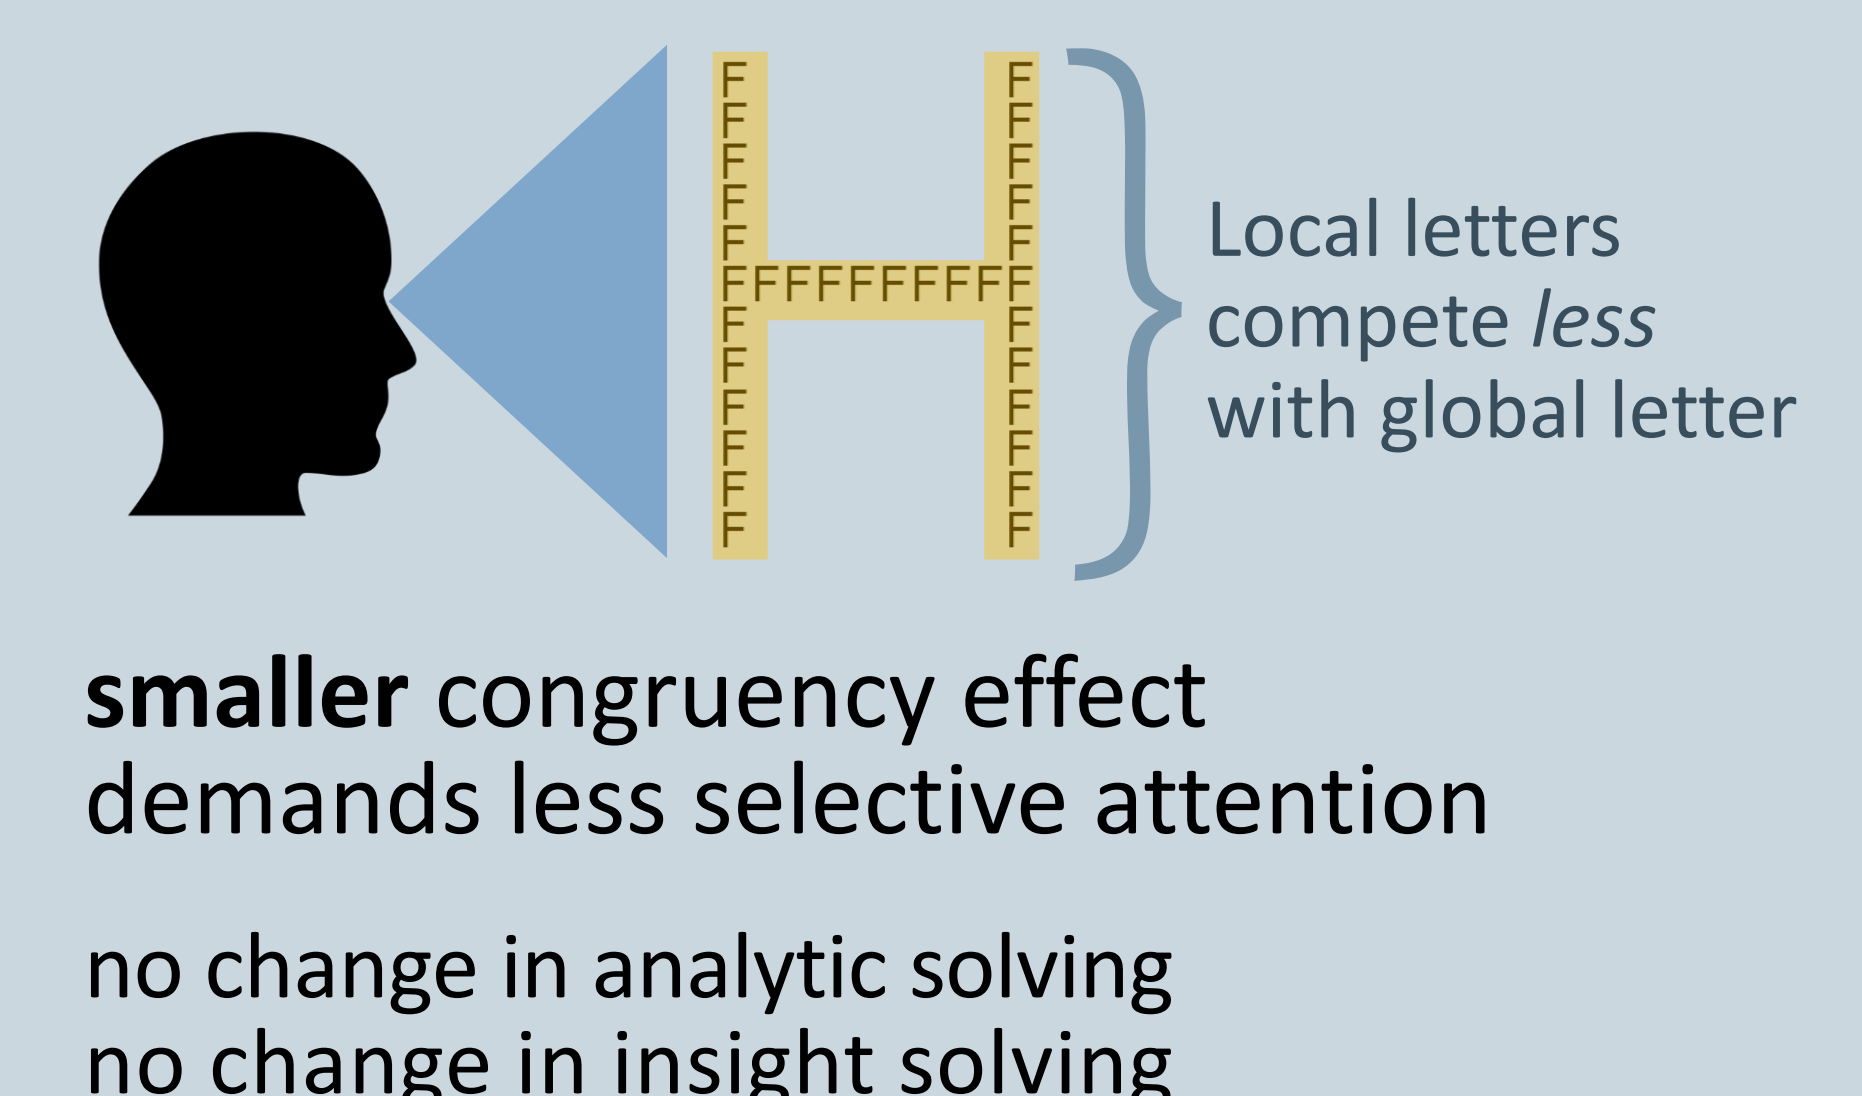 F F
F F
F F
F F
F F
FFFFFFFFFF
F F
F F
F F
F F
F F
F F
Local letters
compete less
with global letter
smaller congruency effect
demands less selective attention
no change in analytic solving
no change in insight solving